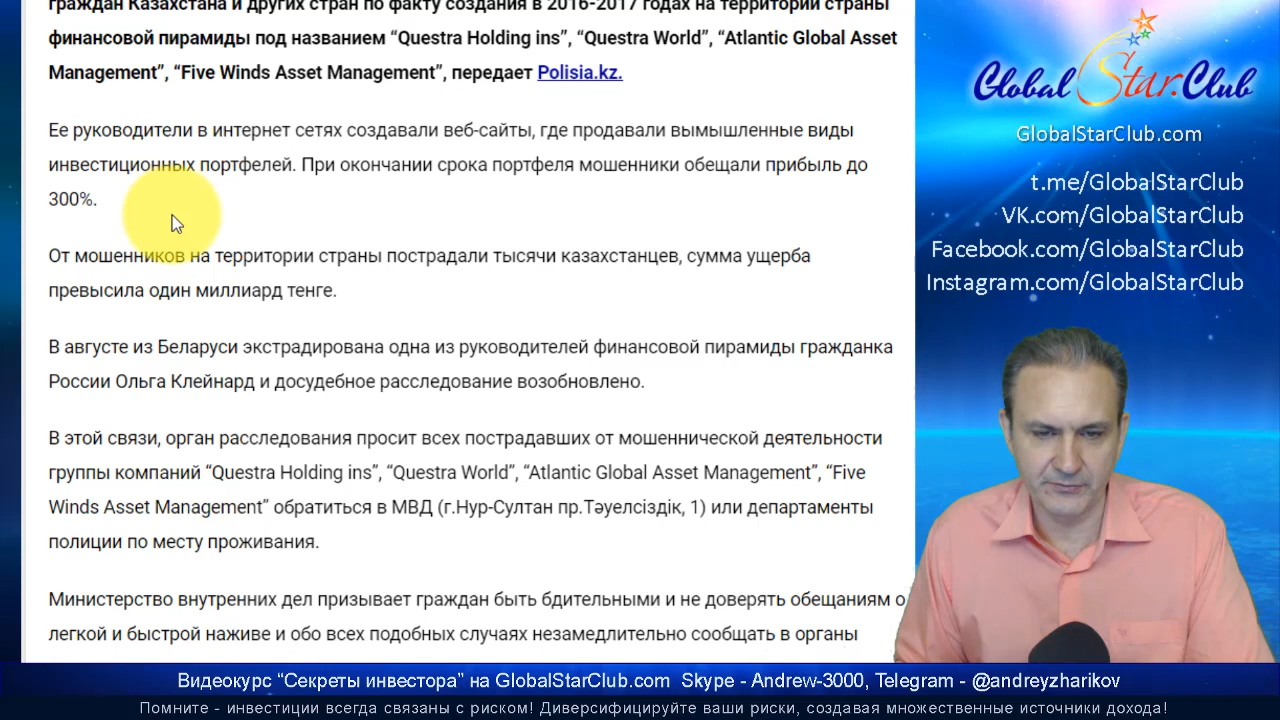 граждан Казахстана и других стран по факту создания в 2016-2017 годах на территории страны
финансовой пирамиды под названием “Questra Holding ins”, “Questra World”, “Atlantic Global Asset
Management”, “Five Winds Asset Management”, передает Polisia.kz.
Ее руководители в интернет сетях создавали веб-сайты, где продавали вымышленные виды
инвестиционных портфелей. При окончании срока портфеля мошенники обещали прибыль до
300%.
От мошенников на территории страны пострадали тысячи казахстанцев, сумма ущерба
превысила один миллиард тенге.
В августе из Беларуси экстрадирована одна из руководителей финансовой пирамиды гражданка
России Ольга Клейнард и досудебное расследование возобновлено.
В этой связи, орган расследования просит всех пострадавших от мошеннической деятельности
группы компаний “Questra Holding ins”, “Questra World”, “Atlantic Global Asset Management”, “Five
Winds Asset Management” обратиться в МВД (г.Нур-Султан пр.Тәуелсіздік, 1) или департаменты
полиции по месту проживания.
Министерство внутренних дел призывает граждан быть бдительными и не доверять обещаниям о
легкой и быстрой наживе и обо всех подобных случаях незамедлительно сообщать в органы
Global Star.Club
GlobalStarClub.com
t.me/GlobalStarClub
VK.com/GlobalStarClub
Facebook.com/GlobalStarClub
Instagram.com/GlobalStarClub
Видеокурс “Секреты инвестора” на GlobalStarClub.com Skype - Andrew-3000, Telegram - @andreyzharikov
Помните - инвестиции всегда связаны с риском! Диверсифицируйте ваши риски, создавая множественные источники дохода!